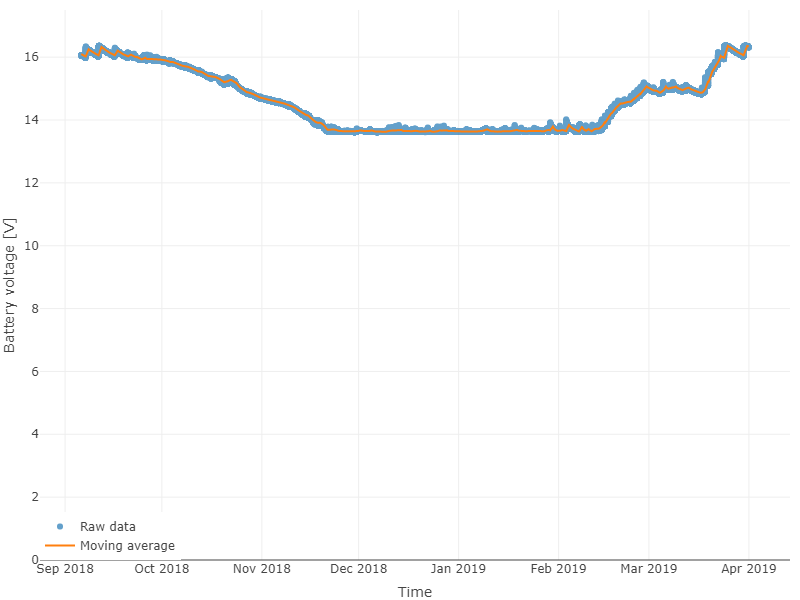 Battery voltage [V]
16
14
12
10
8
6
4
2
0
Raw data
Moving average
Sep 2018 Oct 2018 Nov 2018 Dec 2018 Jan 2019 Feb 2019 Mar 2019 Apr 2019
Time